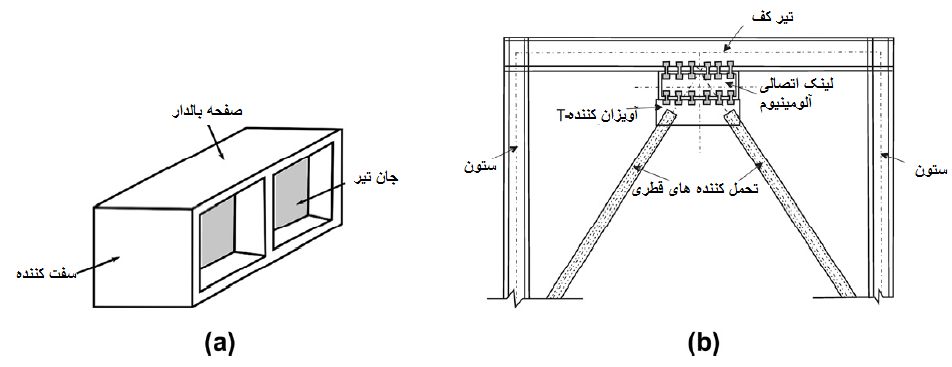 صفحه بالدار
جان تیر
سفت کننده
(a)
تیر کف
لینک اتصالی
آلومینیوم
T-آویزان کننده
ستون
ستون
تحمل کننده های قطری
(b)